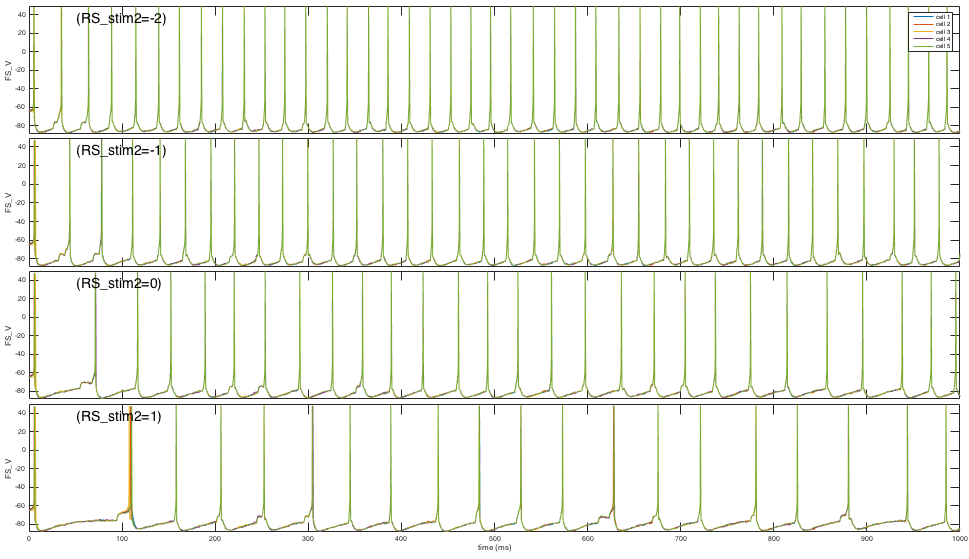 (RS_stim2=-2)
40
20
0
-20
-40
-60
-80
FS_V
cell 1
cell 2
cell 3
cell 4
cell 5
(RS_stim2=-1)
40
20
0
-20
-40
-60
-80
FS_V
(RS_stim2=0)
40
20
0
-20
-40
-60
-80
FS_V
(RS_stim2=1)
40
20
0
-20
-40
-60
-80
FS_V
0 100 200 300 400 500 600 700 800 900 1000
time (ms)